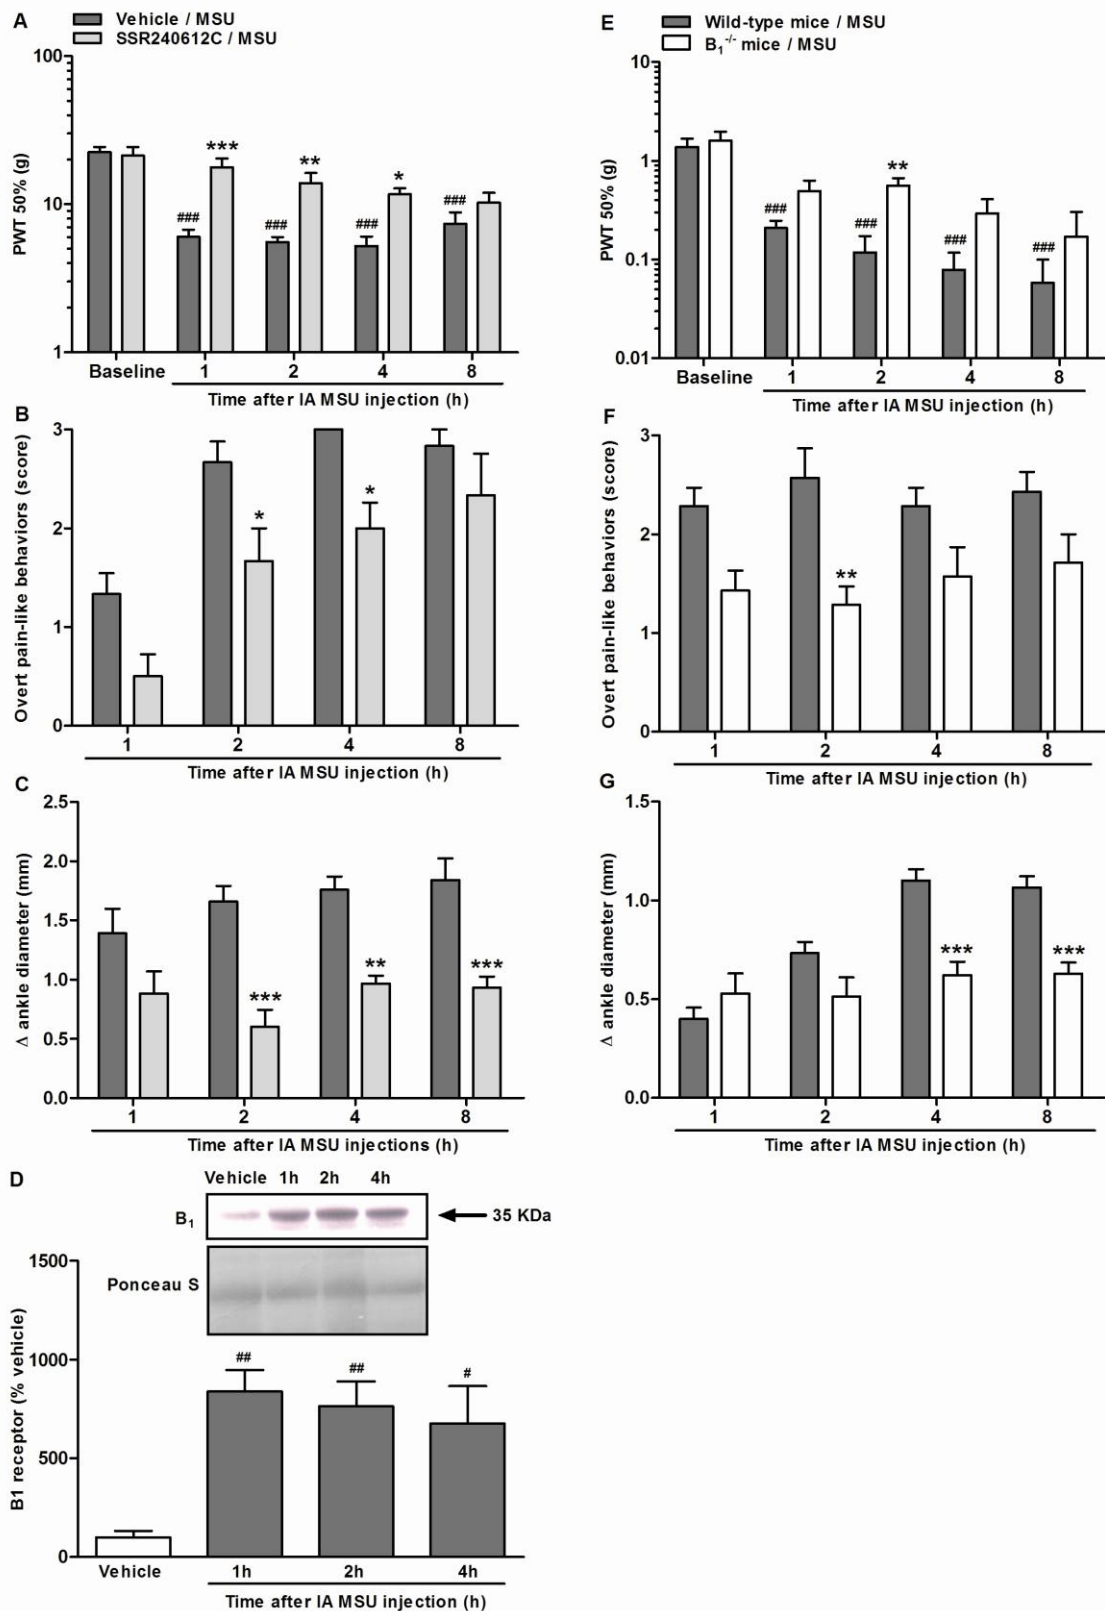 A
Vehicle / MSU
SSR240612C / MSU
100
10
1
PWT 50% (g)
***
**
*
###
###
###
###
Baseline
1
2
4
8
Time after IA MSU injection (h)
B
3
2
1
0
Overt pain-like behaviors (score)
*
*
1
2
4
8
Time after IA MSU injection (h)
C
2.5
2.0
1.5
1.0
0.5
0.0
Δ ankle diameter (mm)
***
**
***
1
2
4
8
Time after IA MSU injections (h)
D
Vehicle 1h 2h 4h
B1
35 KDa
Ponceau S
1500
1000
500
0
B1 receptor (% vehicle)
##
##
#
Vehicle
1h
2h
4h
Time after IA MSU injection (h)
E
Wild-type mice / MSU
B1-/- mice / MSU
10
1
0.1
0.01
PWT 50% (g)
**
###
###
###
###
Baseline
1
2
4
8
Time after IA MSU injection (h)
F
3
2
1
0
Overt pain-like behaviors (score)
**
1
2
4
8
Time after IA MSU injection (h)
G
1.5
1.0
0.5
0.0
Δ ankle diameter (mm)
***
***
1
2
4
8
Time after IA MSU injection (h)